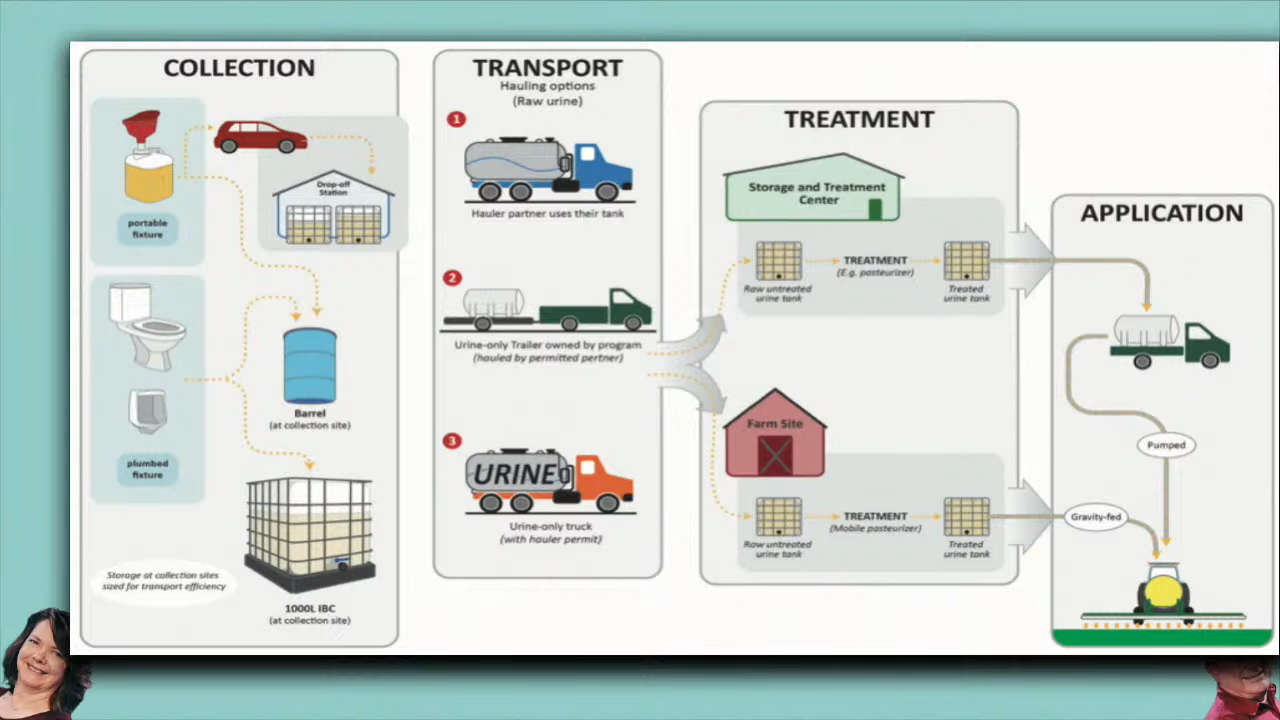 COLLECTION
portable
fixture
Drop-off
Station
plumbed
fixture
Barrel
(at collection site)
Storage at collection sites
sized for transport efficiency
1000L IBC
(at collection site)
TRANSPORT
Hauling options
(Raw urine)
1
Hauler partner uses their tank
2
Urine-only Trailer owned by program
(hauled by permitted pertner)
3
URINE
Urine-only truck
(with hauler permit)
TREATMENT
Storage and Treatment
Center
Raw untreated
urine tank
TREATMENT
(E.g. pasteurizer)
Treated
urine tank
Farm Site
Raw untreated
urine tank
TREATMENT
(Mobile pasteurizer)
Treated
urine tank
APPLICATION
Pumped
Gravity-fed